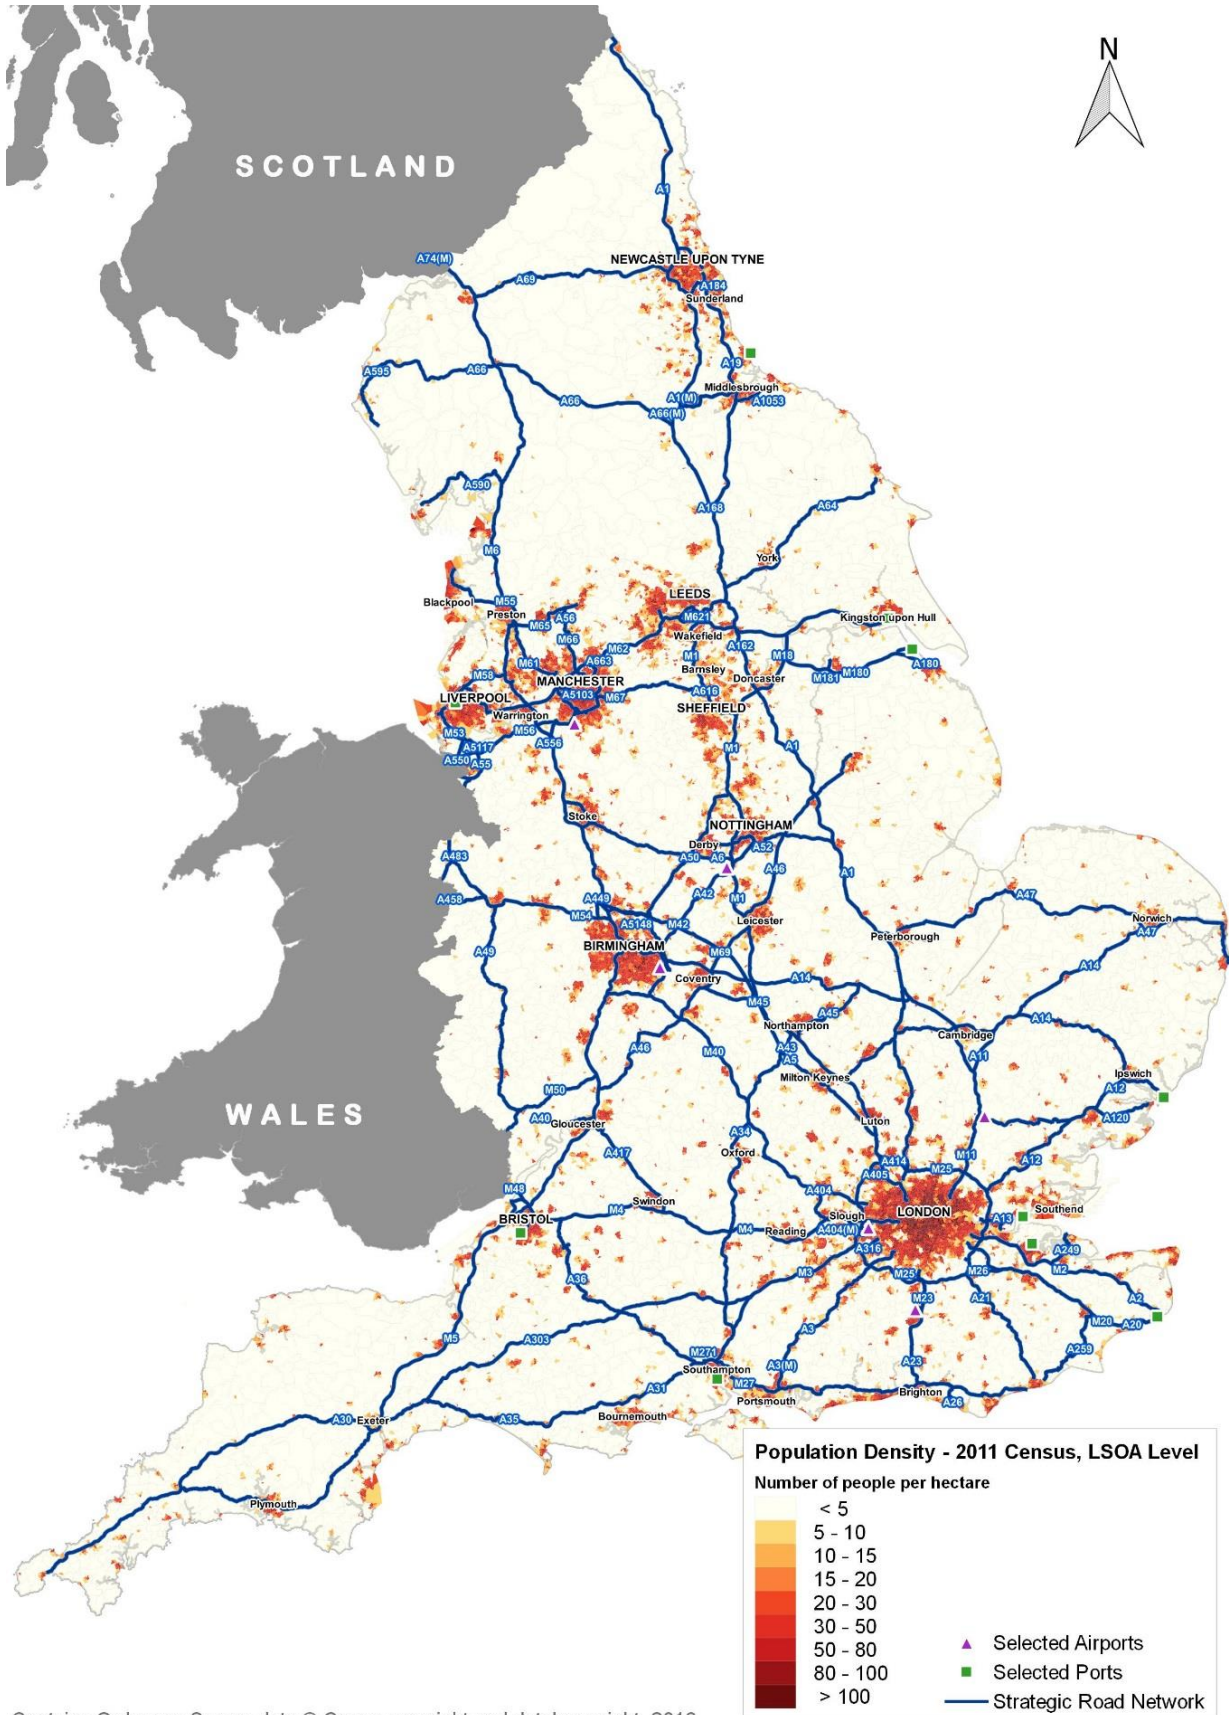 N
SCOTLAND
A1
A74(M)
NEWCASTLE UPON TYNE
A69
A184
Sunderland
A19
A595
A66
Middlesbrough
A66
A1(M)
A1053
A66(M)
A590
A168
A64
M6
York
LEEDS
Blackpool
M55
Preston
A56
M65
M621
Kingston upon Hull
M66
Wakefield
A162
M62
M18
M61
A663
M1
Barnsley
A180
M58
MANCHESTER
Doncaster
M181
M180
LIVERPOOL
A5103
M67
A616
SHEFFIELD
Warrington
M53
M56
A556
A5117
M1
A1
A550
A55
Stoke
NOTTINGHAM
Derby
A52
A483
A50
A6
A46
A1
A458
A449
A42
M1
A47
M54
A5148
M42
Leicester
Norwich
A47
BIRMINGHAM
Peterborough
A49
M69
Coventry
A14
A14
M45
A45
Northampton
A14
Cambridge
A46
M40
A43
A5
A11
Milton Keynes
Ipswich
M50
A12
WALES
A40
Gloucester
Luton
A120
A34
A417
Oxford
A414
M11
A12
M25
A405
M48
A404
Swindon
BRISTOL
M4
Slough
LONDON
Southend
A13
M4
Reading
A404(M)
A316
A249
A36
M3
M25
M26
M2
M23
A21
A2
M5
A303
A3
M20
A20
M271
A23
A259
Southampton
A3(M)
M27
A31
Brighton
Portsmouth
A26
A30
Exeter
A35
Bournemouth
Plymouth
Population Density - 2011 Census, LSOA Level
Number of people per hectare
< 5
5 - 10
10 - 15
15 - 20
20 - 30
30 - 50
50 - 80
80 - 100
> 100
Selected Airports
Selected Ports
Strategic Road Network